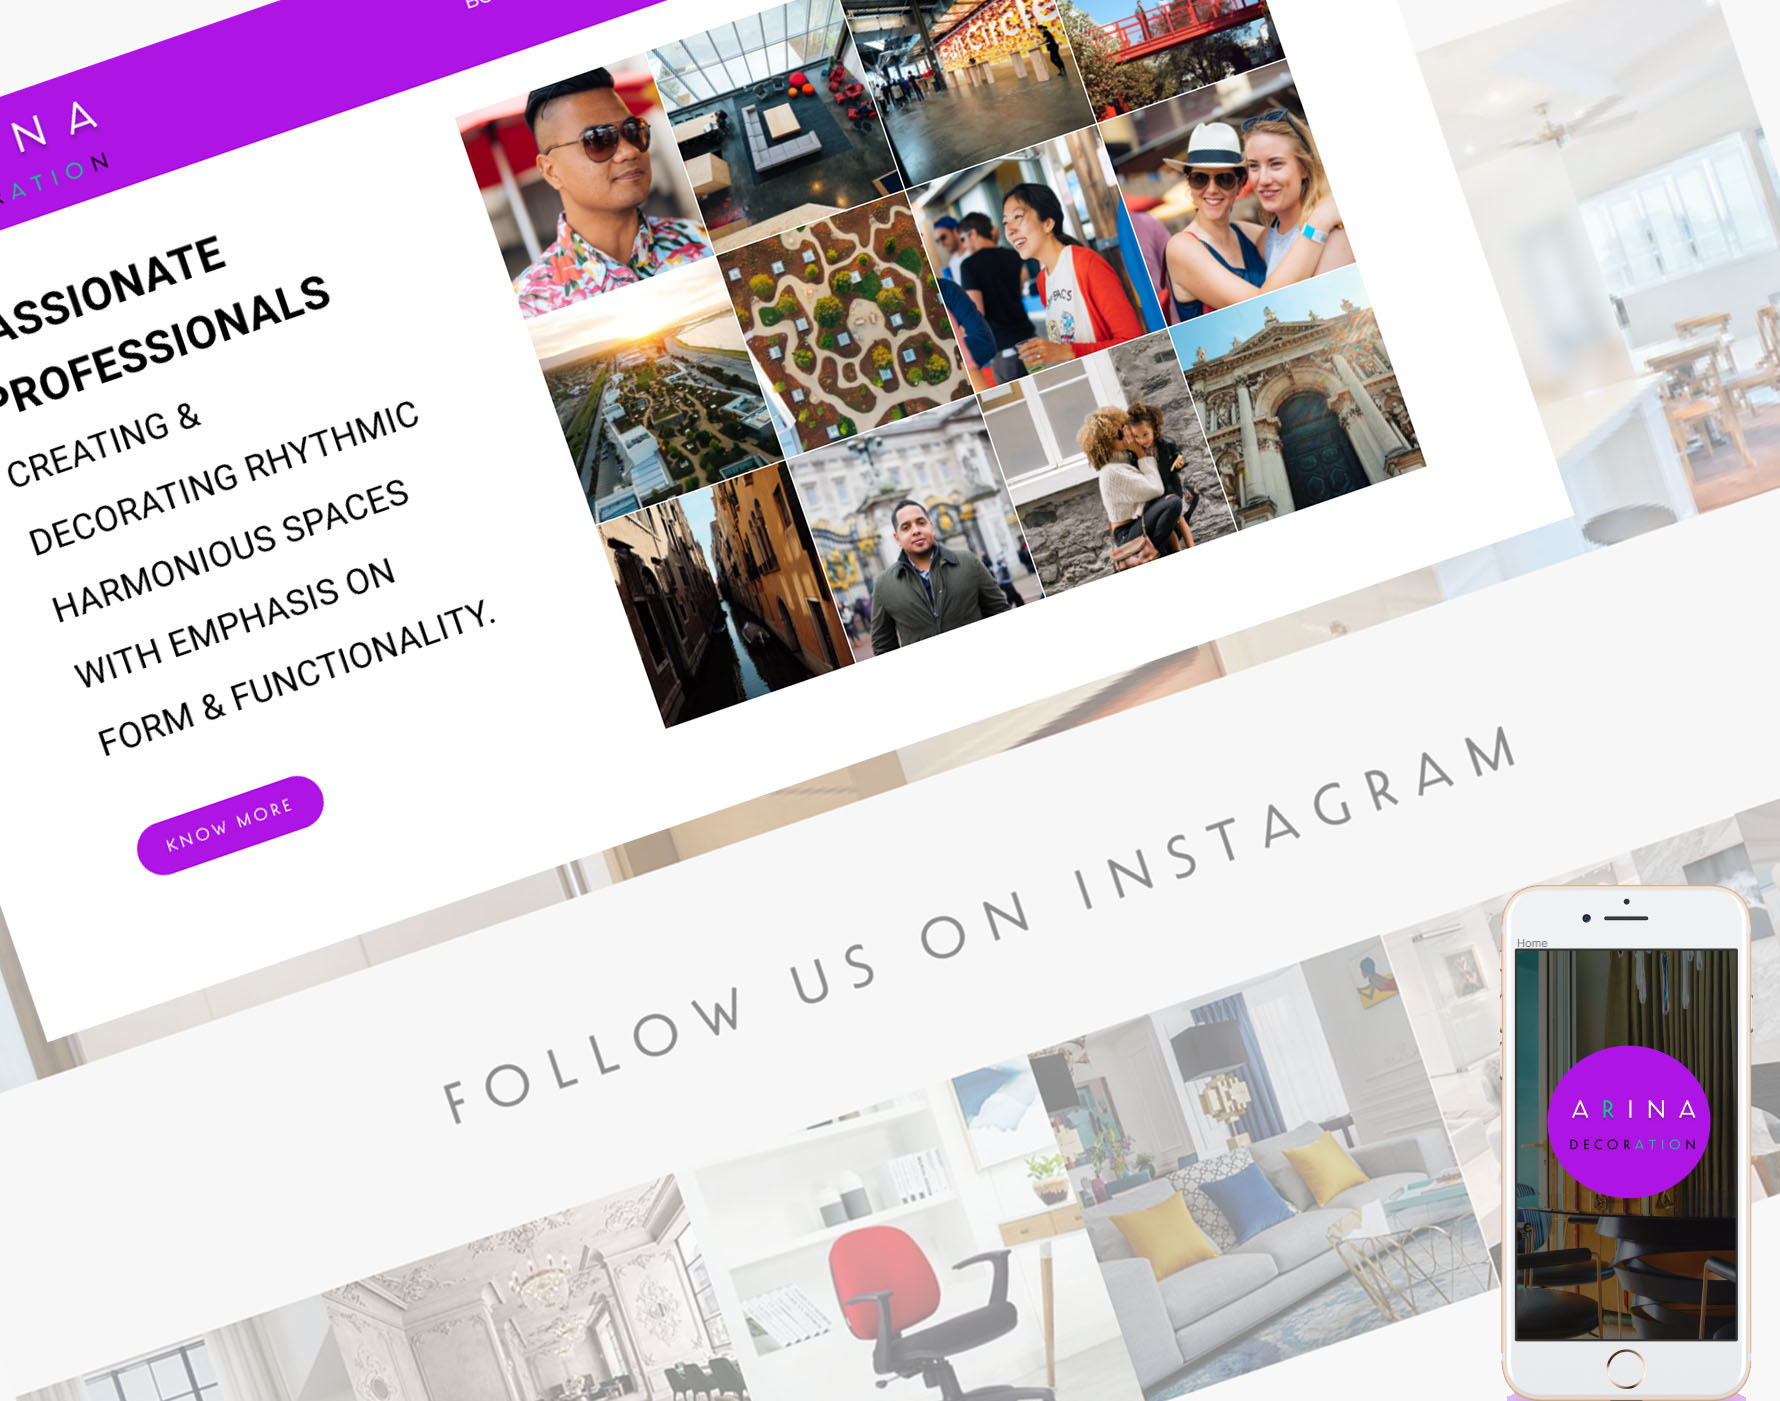 NA
ATION
ASSIONATE
PROFESSIONALS
CREATING &
DECORATING RHYTHMIC
HARMONIOUS SPACES
WITH EMPHASIS ON
FORM & FUNCTIONALITY.
KNOW MORE
FOLLOW US ON INSTAGRAM
Home
ARINA
DECORATION